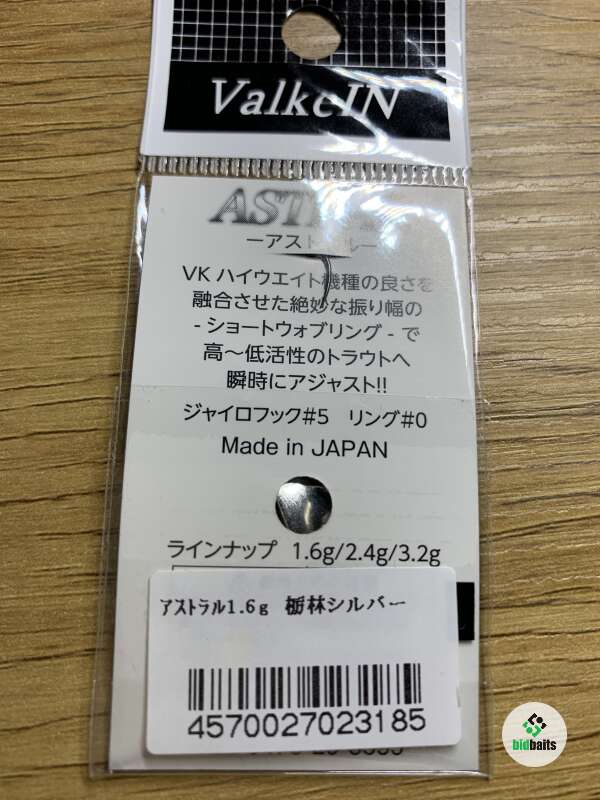 ValkeIN
AST
－アスト ル－
VK ハイウエイト機種の良さを
融合させた絶妙な振り幅の
- ショートウォブリング - で
高～低活性のトラウトへ
瞬時にアジャスト!!
ジャイロフック#5 リング#0
Made in JAPAN
ラインナップ 1.6g/2.4g/3.2g
アストラル1.6g 栃林シルバー
4570027023185
bidbaits